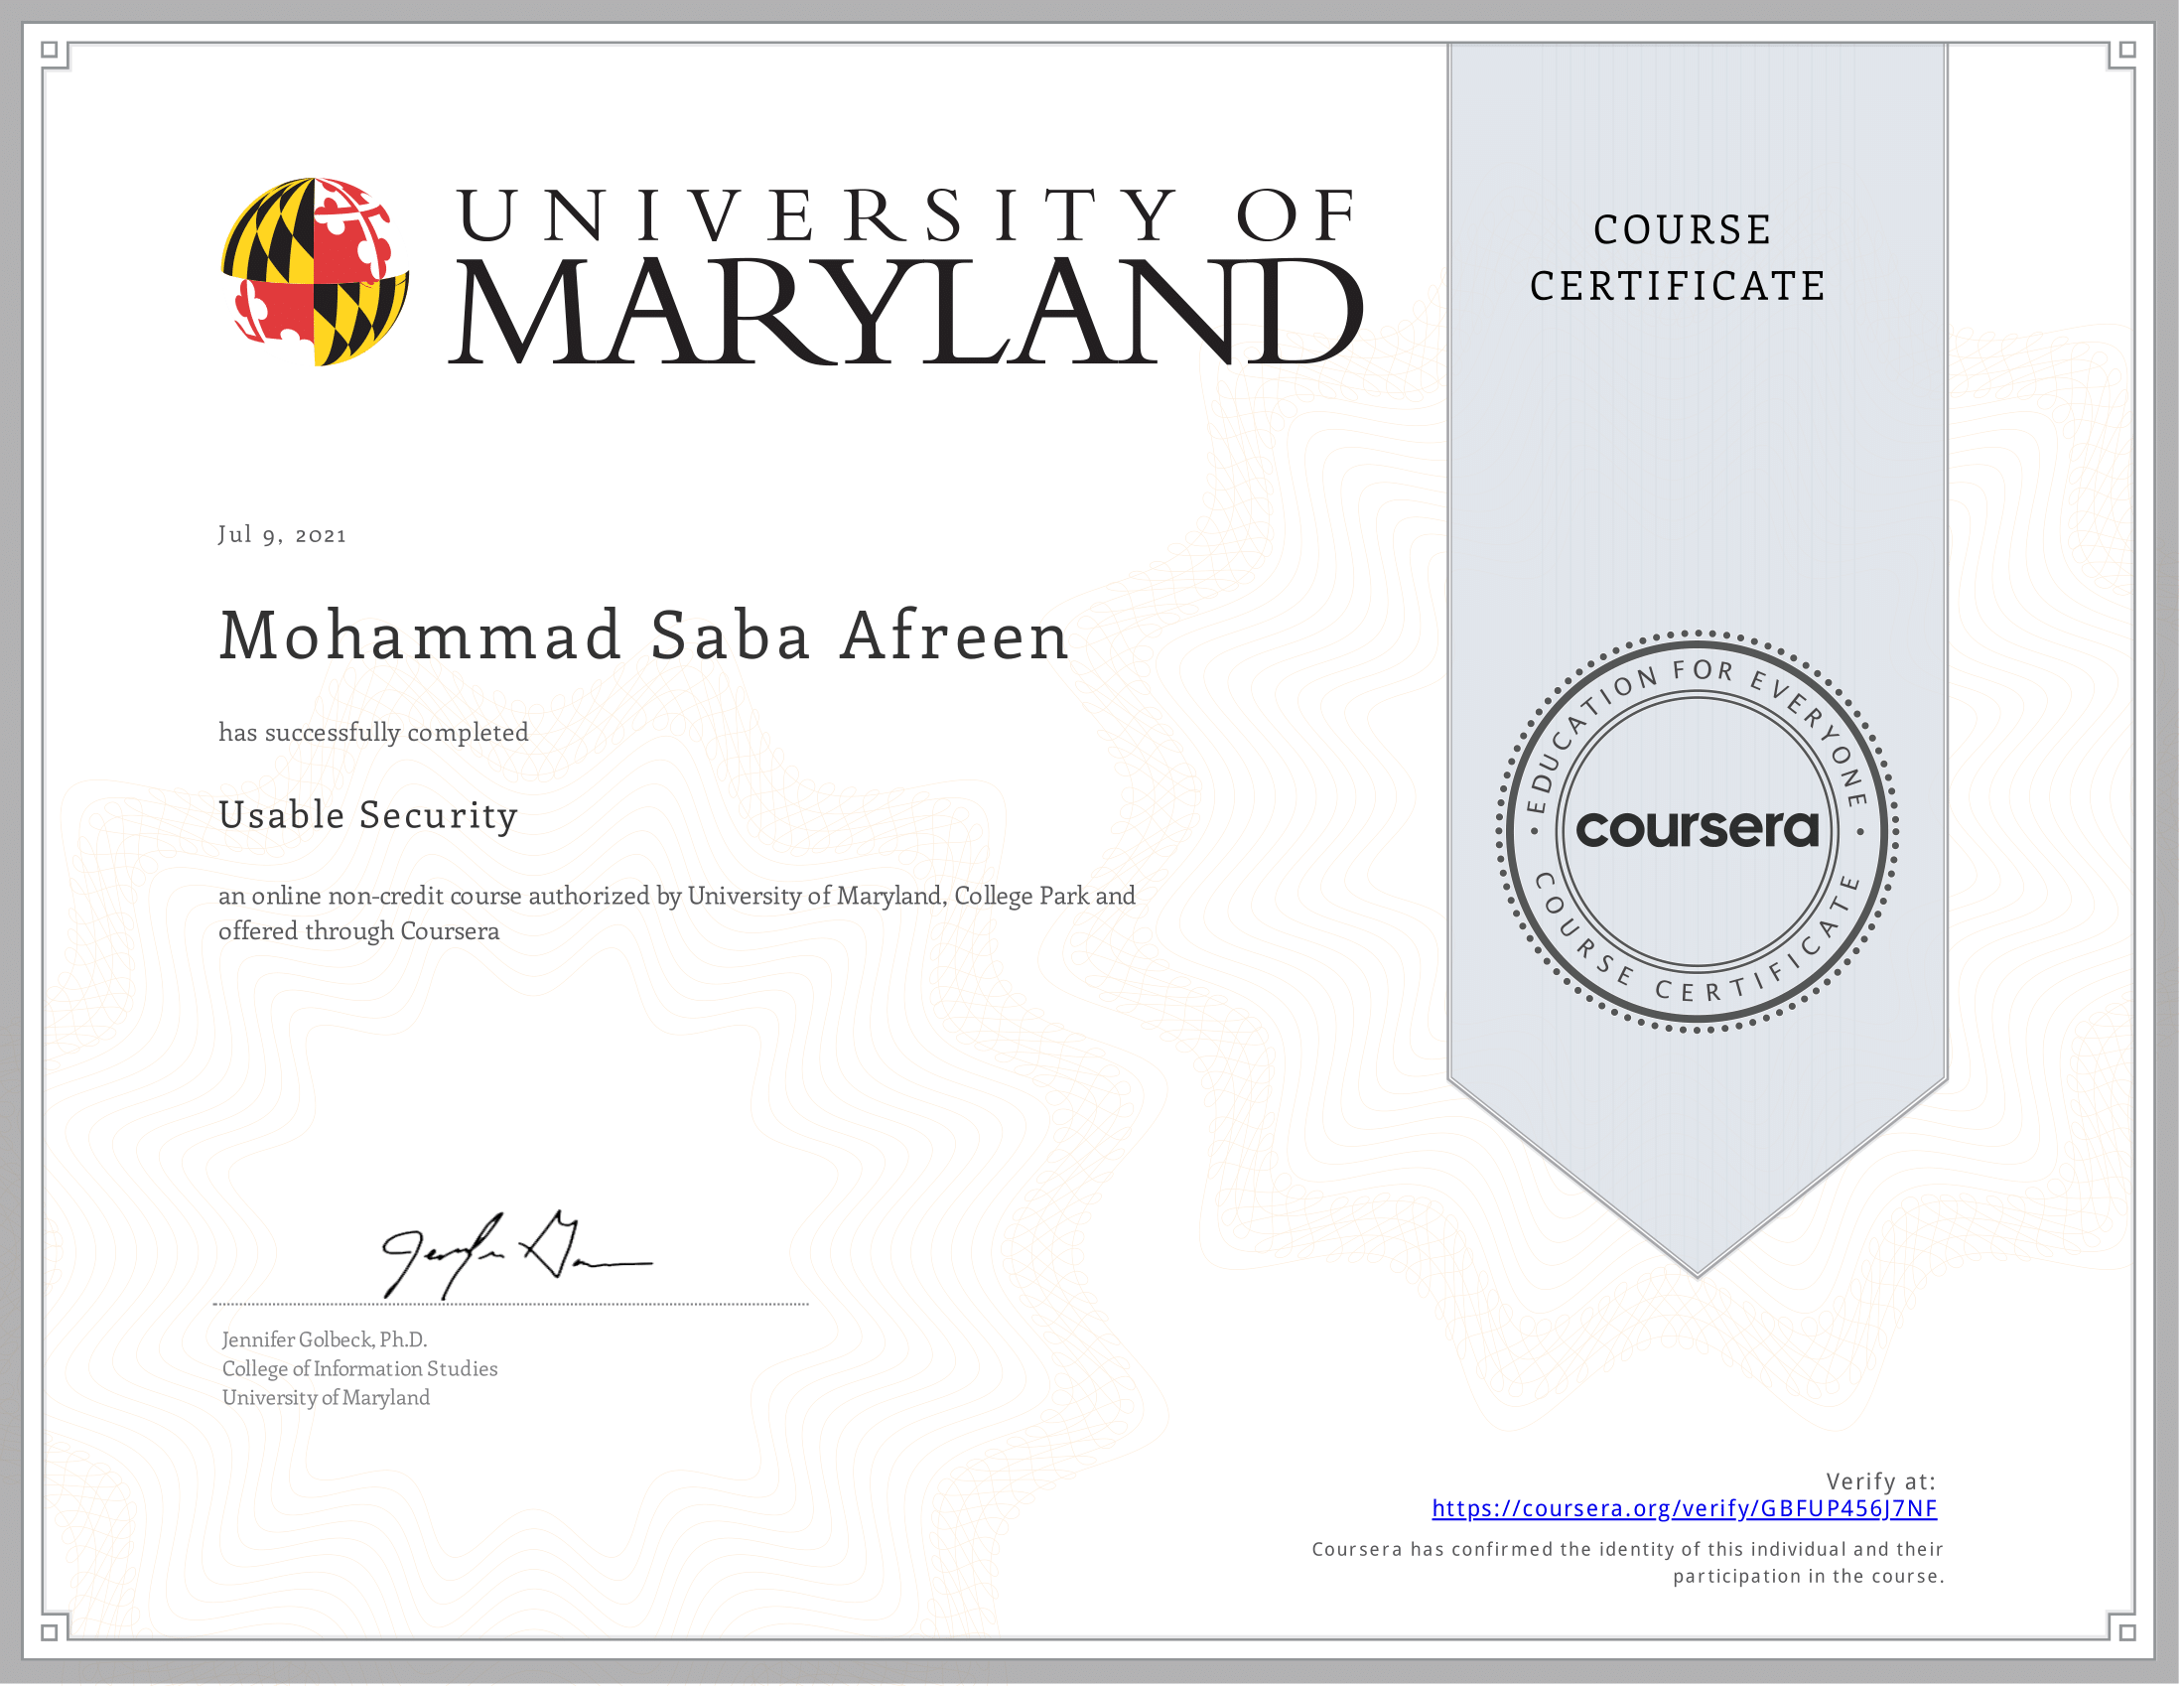 UNIVERSITY OF
MARYLAND
COURSE
CERTIFICATE
Jul 9, 2021
Mohammad Saba Afreen
has successfully completed
Usable Security
an online non-credit course authorized by University of Maryland, College Park and
offered through Coursera
EDUCATION FOR EVERYONE
coursera
COURSE CERTIFICATE
Jennifer Golbeck, Ph.D.
College of Information Studies
University of Maryland
Verify at:
https://coursera.org/verify/GBFUP456J7NF
Coursera has confirmed the identity of this individual and their
participation in the course.